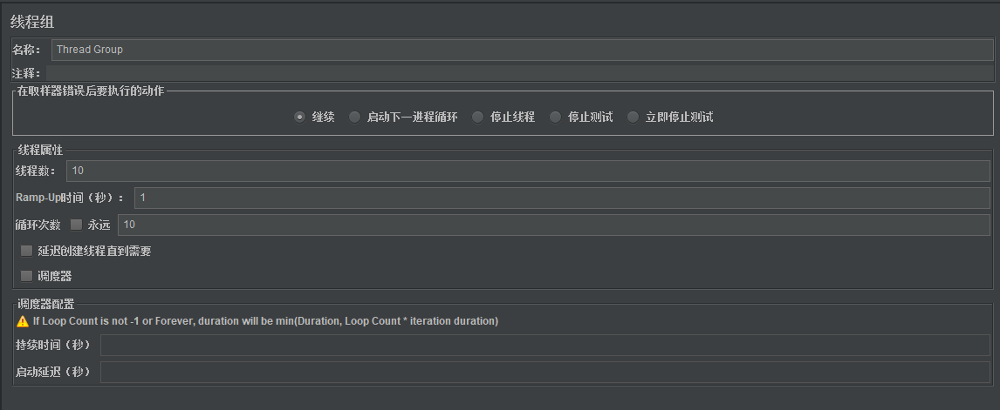 线程组
名称： Thread Group
注释：
在取样器错误后要执行的动作
继续 启动下一进程循环 停止线程 停止测试 立即停止测试
线程属性
线程数： 10
Ramp-Up时间（秒）： 1
循环次数 永远 10
延迟创建线程直到需要
调度器
调度器配置
If Loop Count is not -1 or Forever, duration will be min(Duration, Loop Count * iteration duration)
持续时间（秒）
启动延迟（秒）